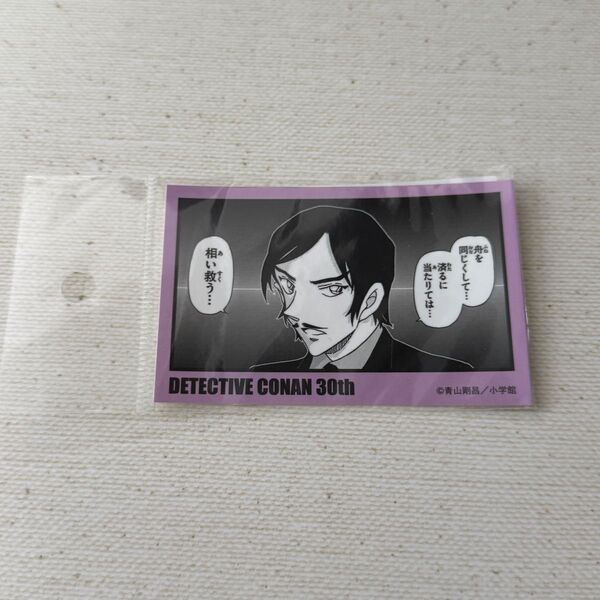 舟を
同じくして…
済るに
当たりては…
相い救う…
DETECTIVE CONAN 30th
©青山剛昌／小学館